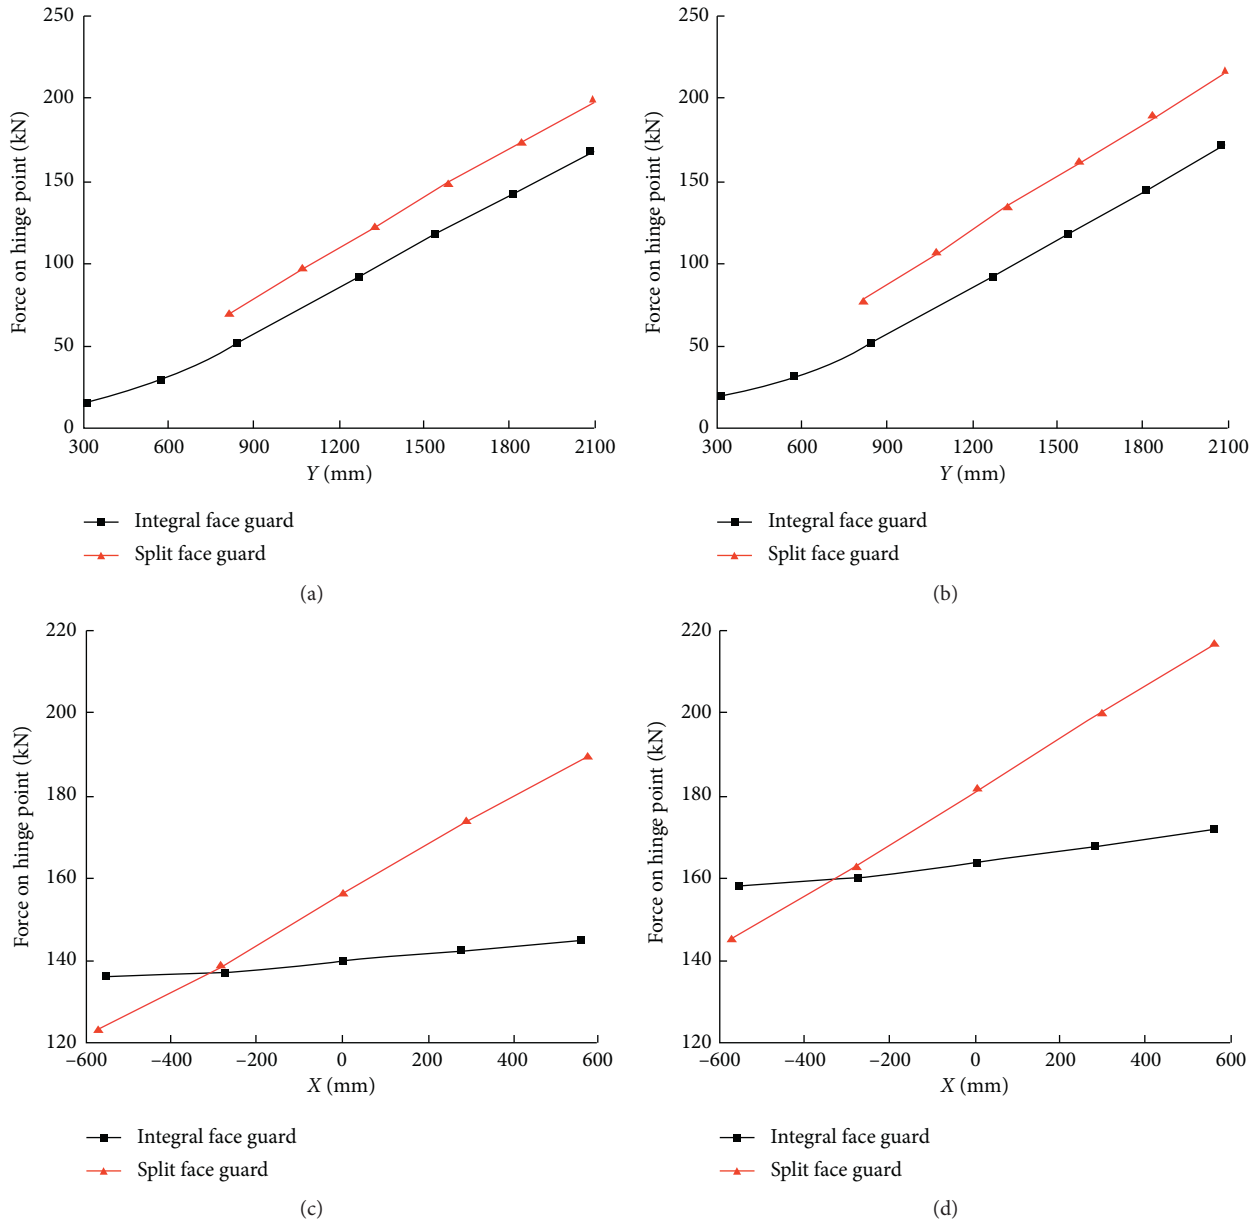 250
200
150
100
50
0
Force on hinge point (kN)
300 600 900 1200 1500 1800 2100
Y (mm)
Integral face guard
Split face guard
(a)
250
200
150
100
50
0
Force on hinge point (kN)
300 600 900 1200 1500 1800 2100
Y (mm)
Integral face guard
Split face guard
(b)
220
200
180
160
140
120
Force on hinge point (kN)
–600 –400 –200 0 200 400 600
X (mm)
Integral face guard
Split face guard
(c)
220
200
180
160
140
120
Force on hinge point (kN)
–600 –400 –200 0 200 400 600
X (mm)
Integral face guard
Split face guard
(d)